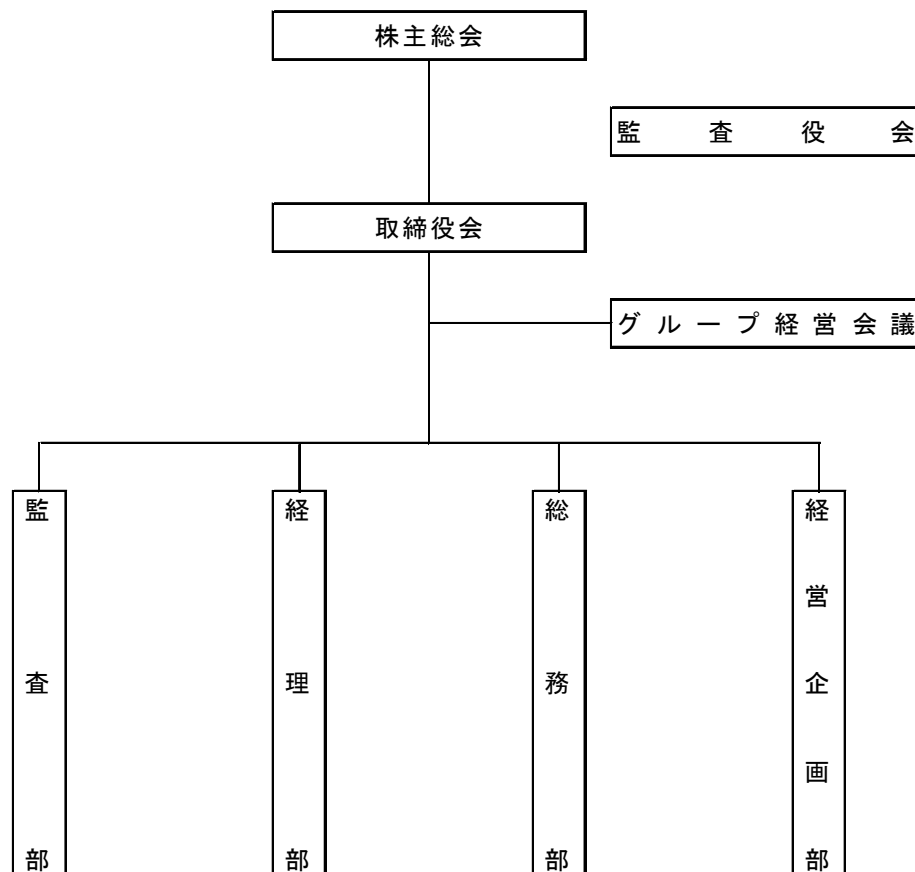 株主総会
監査役会
取締役会
グループ経営会議
監査部
経理部
総務部
経営企画部